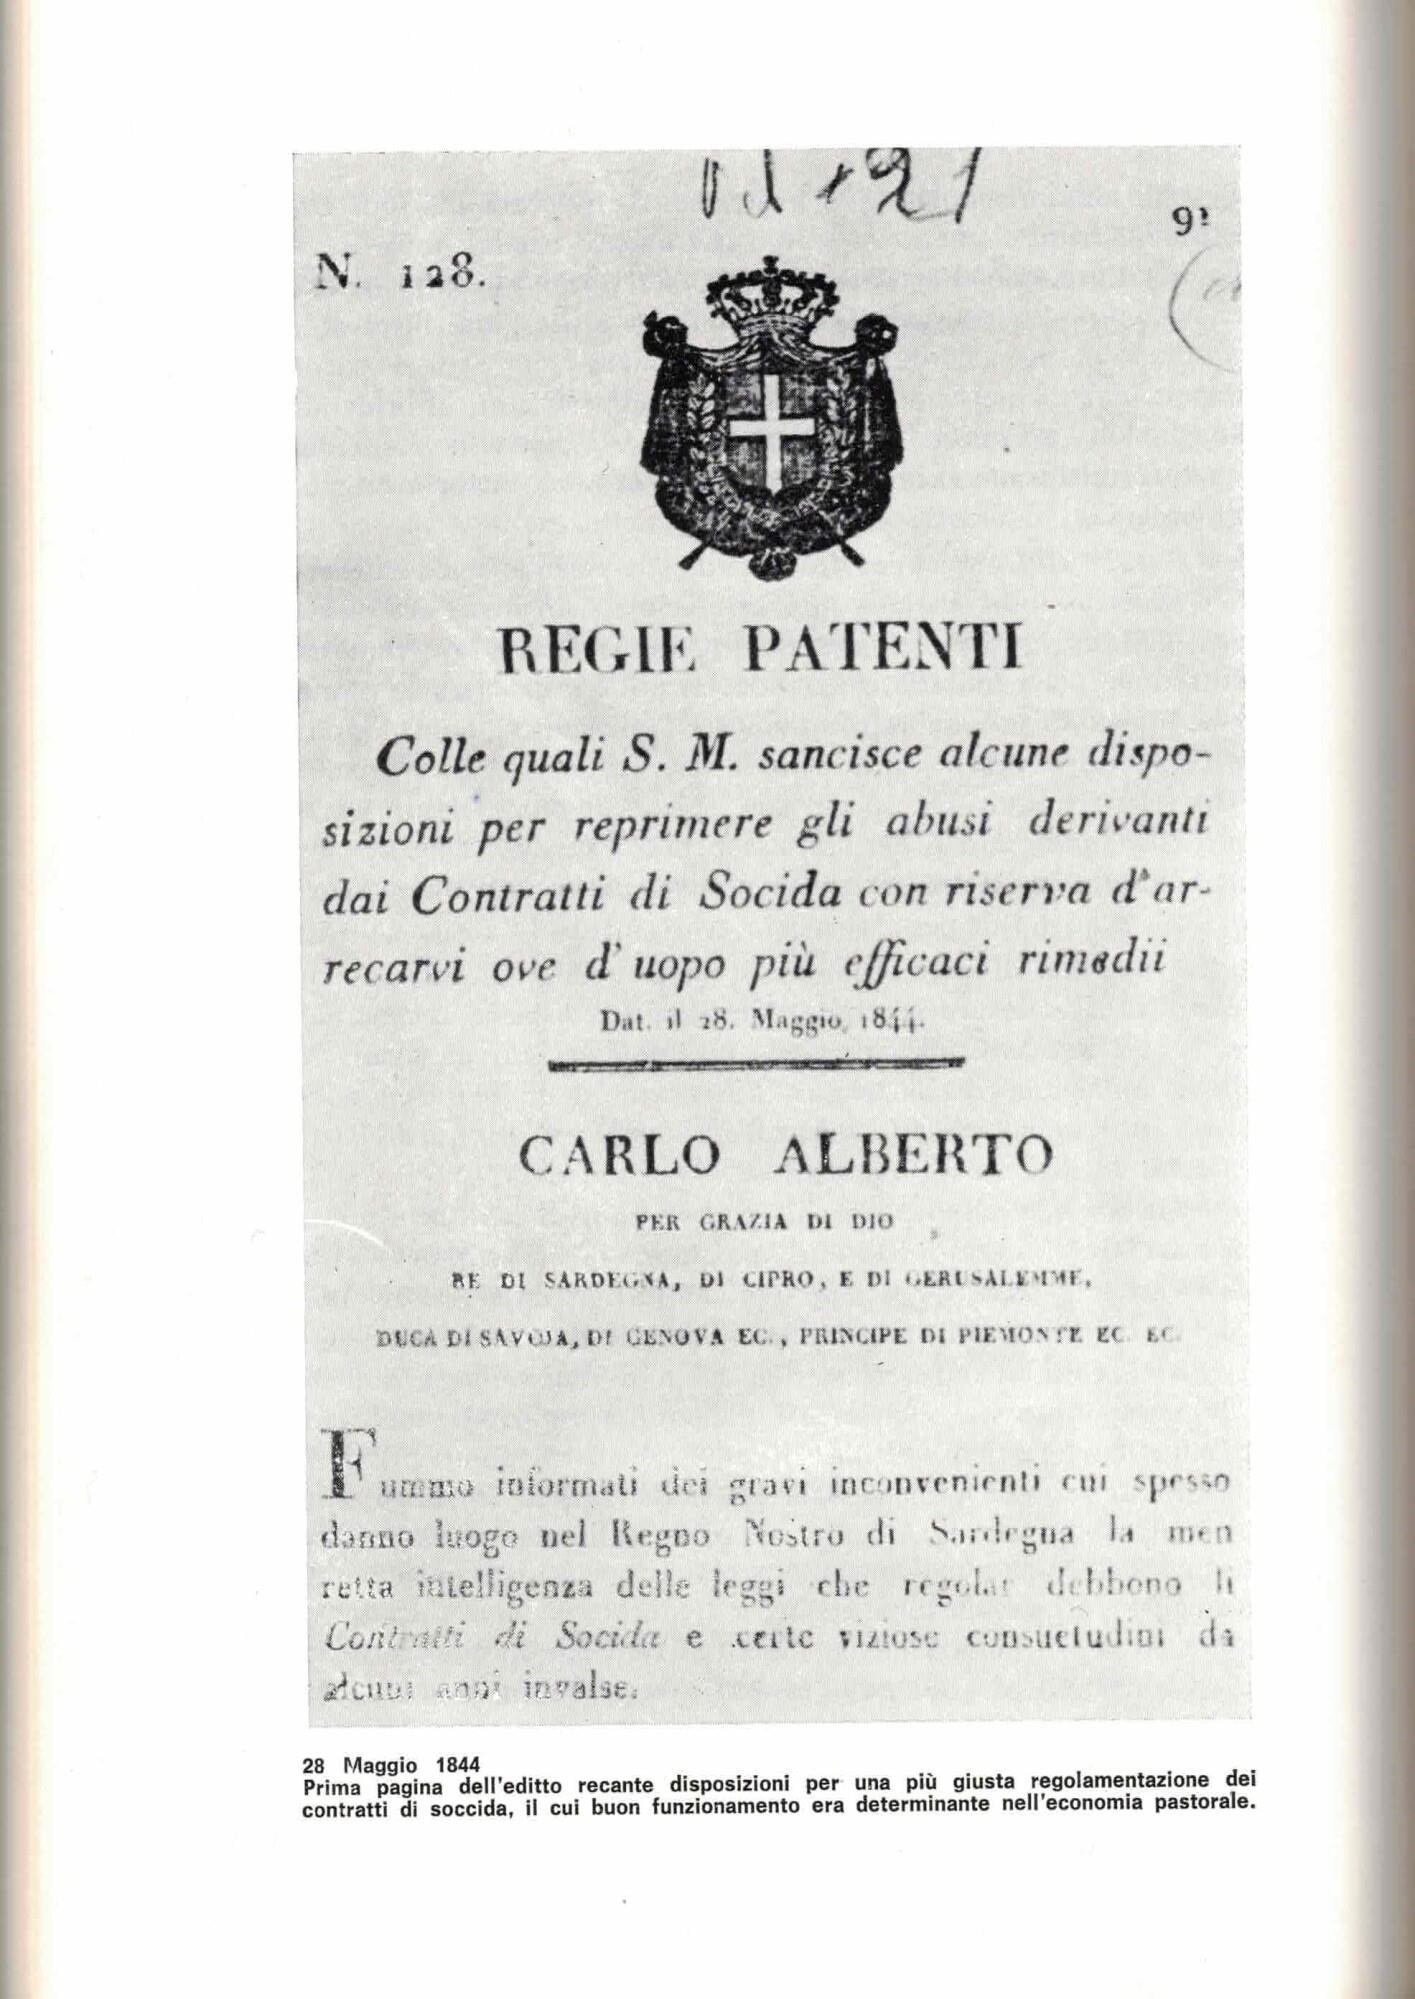 N. 128.
REGIE PATENTI
Colle quali S. M. sancisce alcune dispo-
sizioni per reprimere gli abusi derivanti
dai Contratti di Socida con riserva d'ar-
recarvi ove d'uopo più efficaci rimedii
Dat. il 28. Maggio 1844.
CARLO ALBERTO
PER GRAZIA DI DIO
RE DI SARDEGNA, DI CIPRO, E DI GERUSALEMME,
DUCA DI SAVOJA, DI GENOVA EC., PRINCIPE DI PIEMONTE EC. EC.
Fummo informati dei gravi inconvenienti cui spesso
danno luogo nel Regno Nostro di Sardegna la men
retta intelligenza delle leggi che regolar debbono li
Contratti di Socida e certe viziose consuetudini da
alcuni anni invalse.
28 Maggio 1844
Prima pagina dell'editto recante disposizioni per una più giusta regolamentazione dei
contratti di soccida, il cui buon funzionamento era determinante nell'economia pastorale.